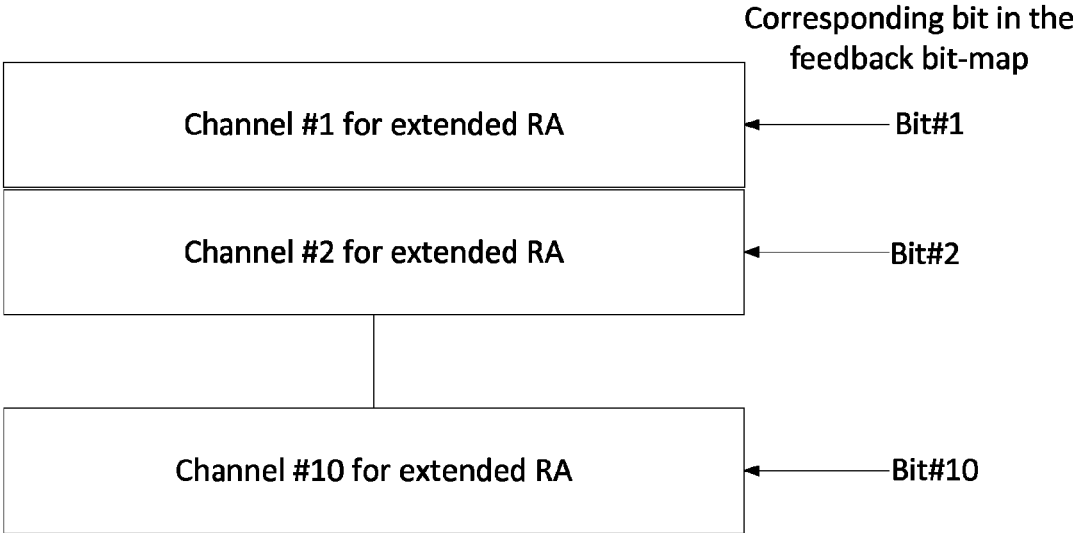 Corresponding bit in the
feedback bit-map
Channel #1 for extended RA
Bit#1
Channel #2 for extended RA
Bit#2
Channel #10 for extended RA
Bit#10